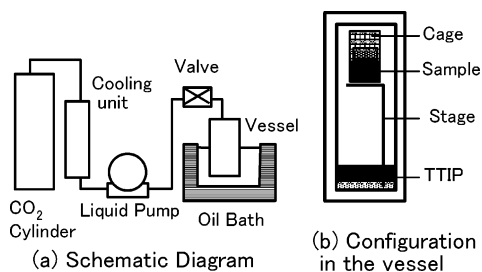 Cooling
unit
Valve
Vessel
CO2
Cylinder
Liquid Pump
Oil Bath
(a) Schematic Diagram
Cage
Sample
Stage
TTIP
(b) Configuration
in the vessel